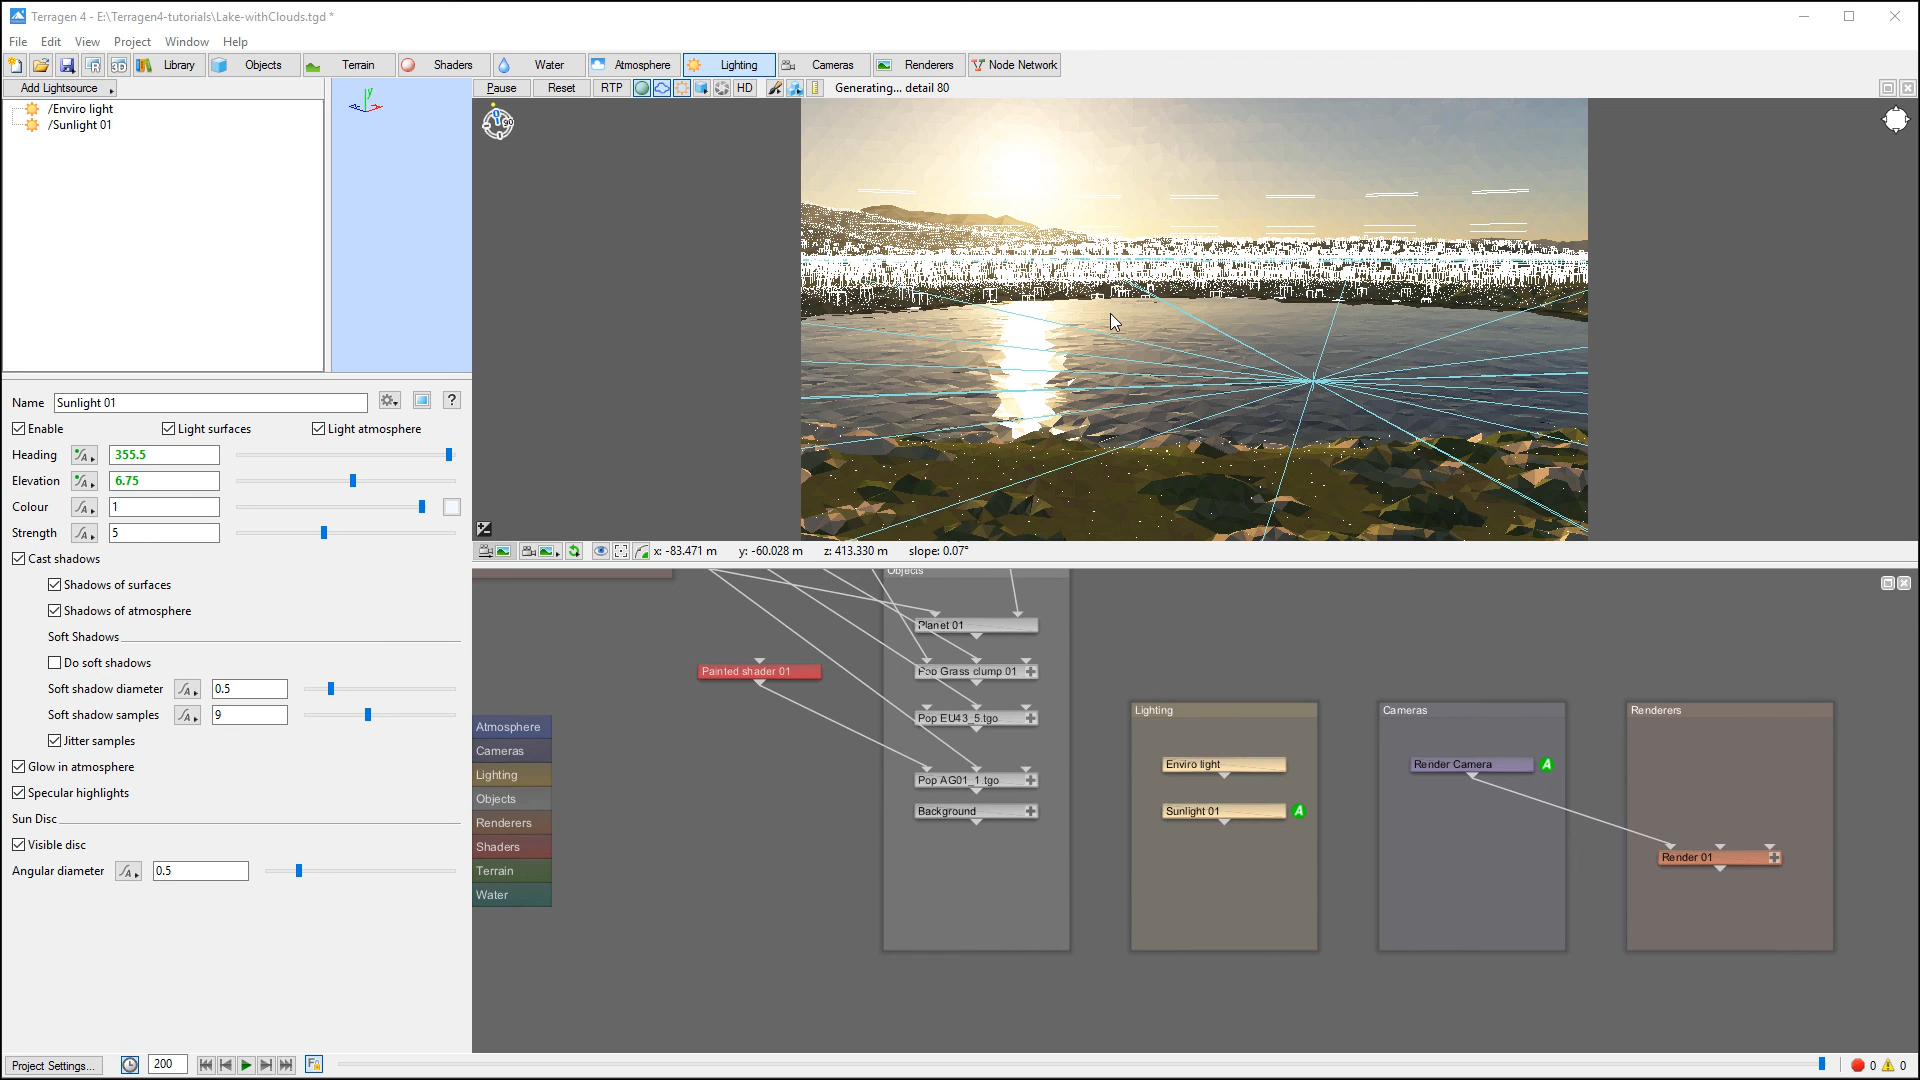 Terragen 4 - E:\Terragen4-tutorials\Lake-withClouds.tgd *
File Edit View Project Window Help
Library Objects Terrain Shaders Water Atmosphere Lighting Cameras Renderers Node Network
Add Lightsource
Pause Reset RTP HD Generating... detail 80
/Enviro light
/Sunlight 01
y
Name Sunlight 01 ?
Enable Light surfaces Light atmosphere
Heading 355.5
Elevation 6.75
Colour 1
Strength 5
Cast shadows
Shadows of surfaces
Shadows of atmosphere
Soft Shadows
Do soft shadows
Soft shadow diameter 0.5
Soft shadow samples 9
Jitter samples
Glow in atmosphere
Specular highlights
Sun Disc
Visible disc
Angular diameter 0.5
x: -83.471 m y: -60.028 m z: 413.330 m slope: 0.07°
Objects
Planet 01
Painted shader 01
Pop Grass clump 01
Pop EU43_5.tgo
Pop AG01_1.tgo
Background
Lighting
Enviro light
Sunlight 01 A
Cameras
Render Camera A
Renderers
Render 01
Atmosphere
Cameras
Lighting
Objects
Renderers
Shaders
Terrain
Water
Project Settings... 200 0 0